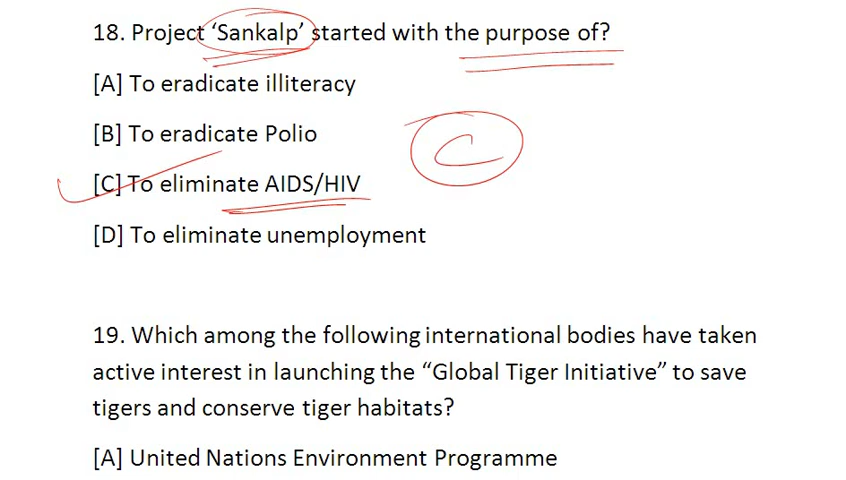 18. Project ‘Sankalp’ started with the purpose of?
[A] To eradicate illiteracy
[B] To eradicate Polio
C
[C] To eliminate AIDS/HIV
[D] To eliminate unemployment
19. Which among the following international bodies have taken
active interest in launching the “Global Tiger Initiative” to save
tigers and conserve tiger habitats?
[A] United Nations Environment Programme